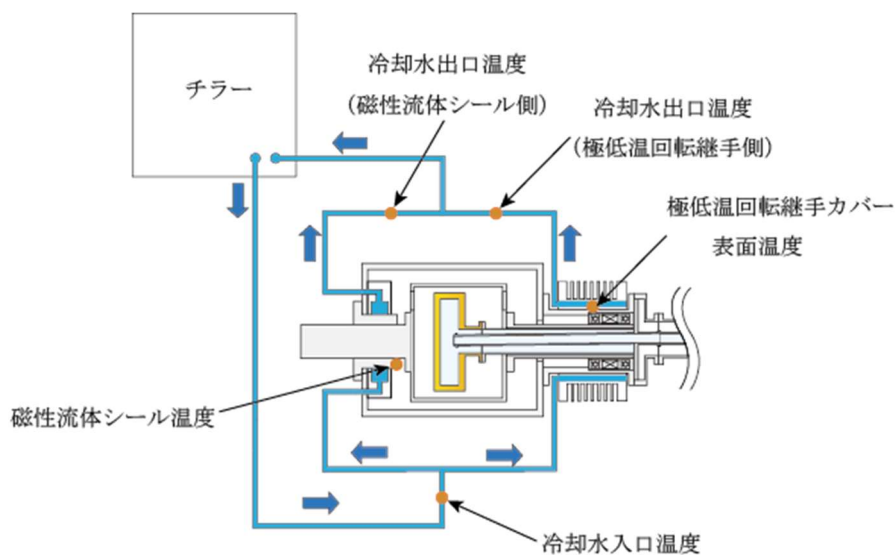 チラー
冷却水出口温度
(磁性流体シール側)
冷却水出口温度
(極低温回転継手側)
極低温回転継手カバー
表面温度
磁性流体シール温度
冷却水入口温度